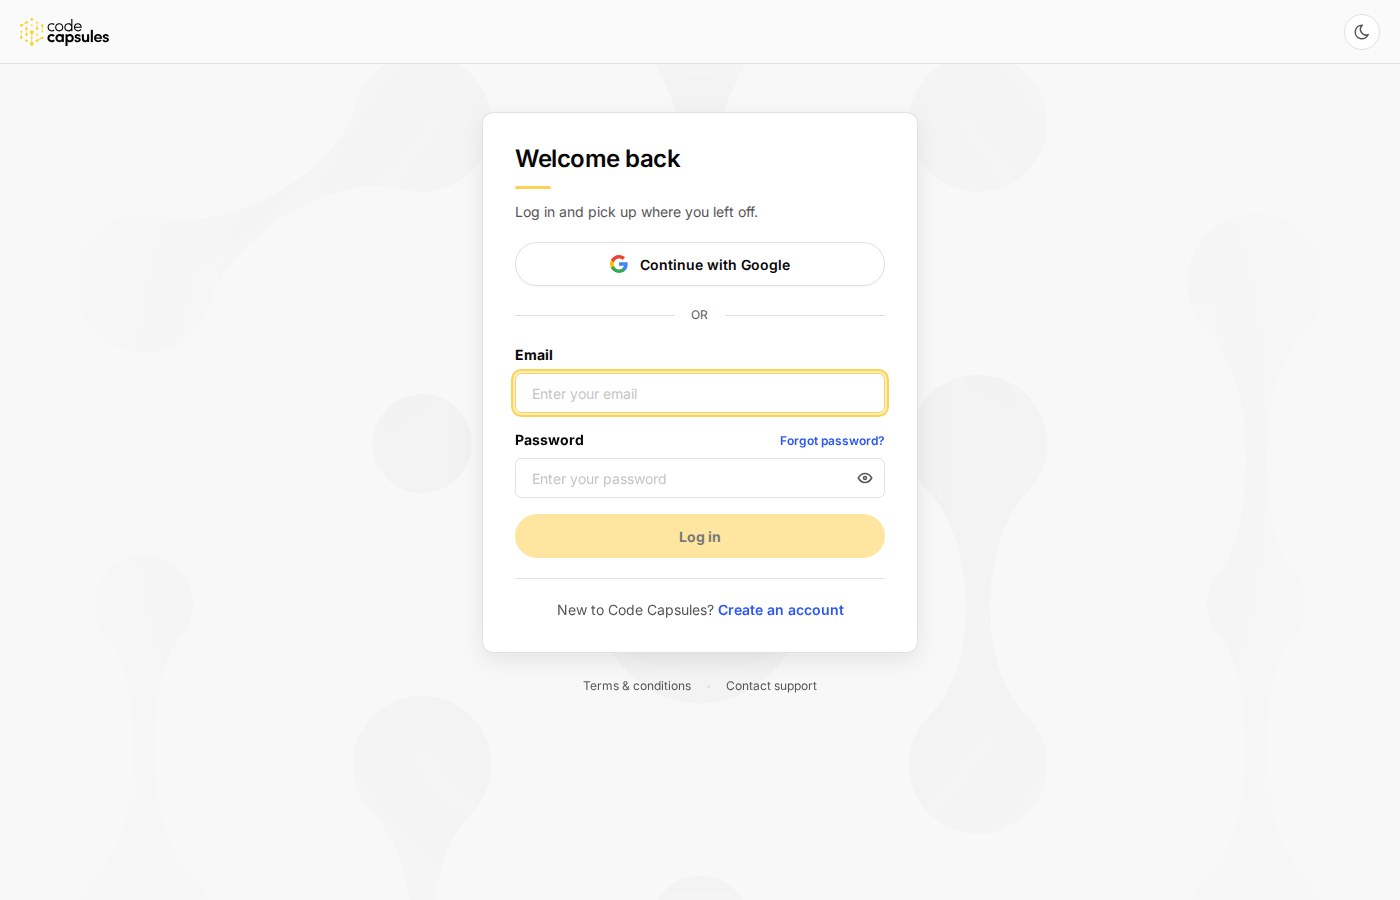 code
capsules
Welcome back
Log in and pick up where you left off.
Continue with Google
OR
Email
Enter your email
Password
Forgot password?
Enter your password
Log in
New to Code Capsules? Create an account
Terms & conditions · Contact support